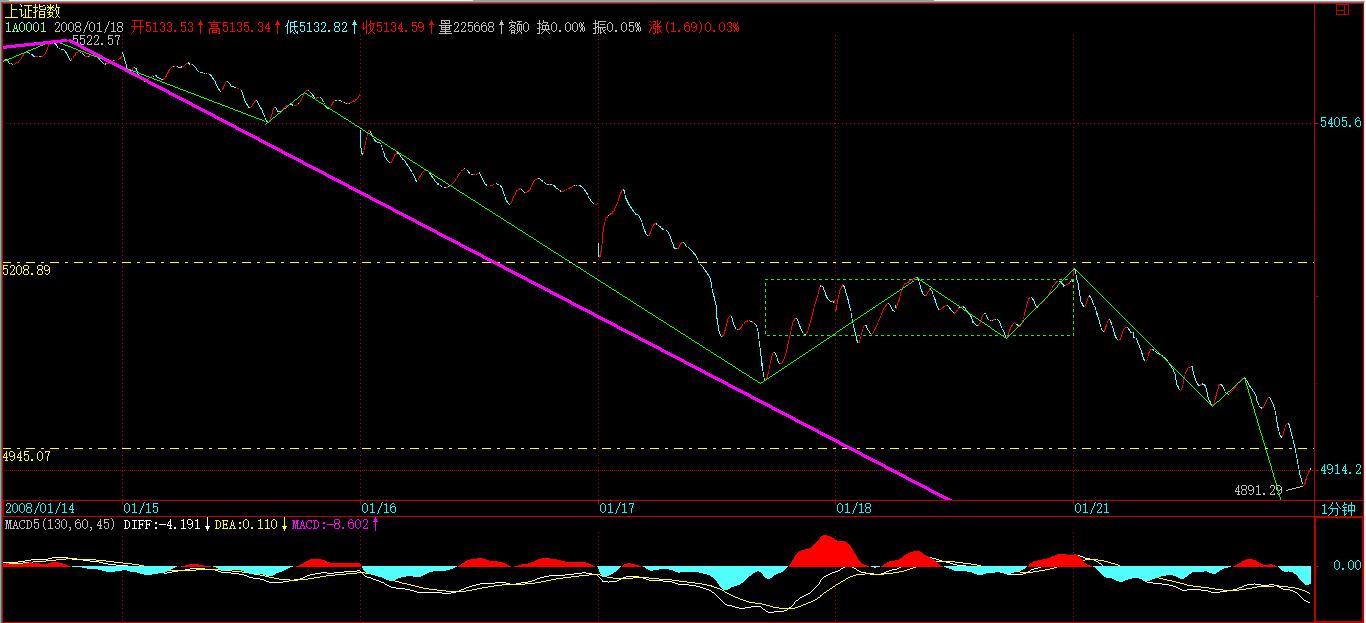 上证指数
1A0001 2008/01/18 开5133.53↑高5135.34↑低5132.82↑收5134.59↑量225668↑额0 换0.00% 振0.05% 涨(1.69)0.03%
5522.57
5405.6
5208.89
4945.07
4914.2
4891.29
2008/01/14 01/15 01/16 01/17 01/18 01/21 1分钟
MACD5(130,60,45) DIFF:-4.191↓DEA:0.110↓MACD:-8.602↑
0.00